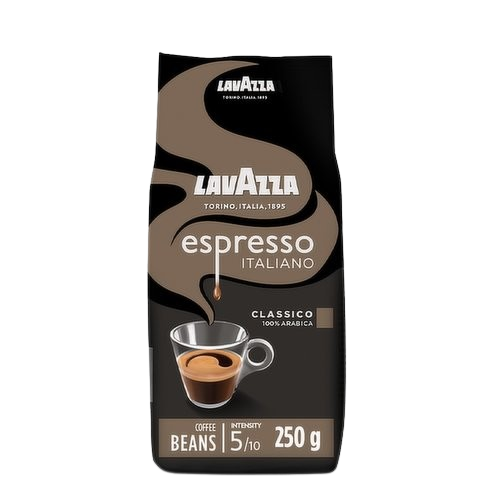 LAVAZZA
TORINO, ITALIA, 1895
LAVAZZA
TORINO, ITALIA, 1895
espresso
ITALIANO
CLASSICO
100% ARABICA
COFFEE
BEANS
INTENSITY
5/10
250 g